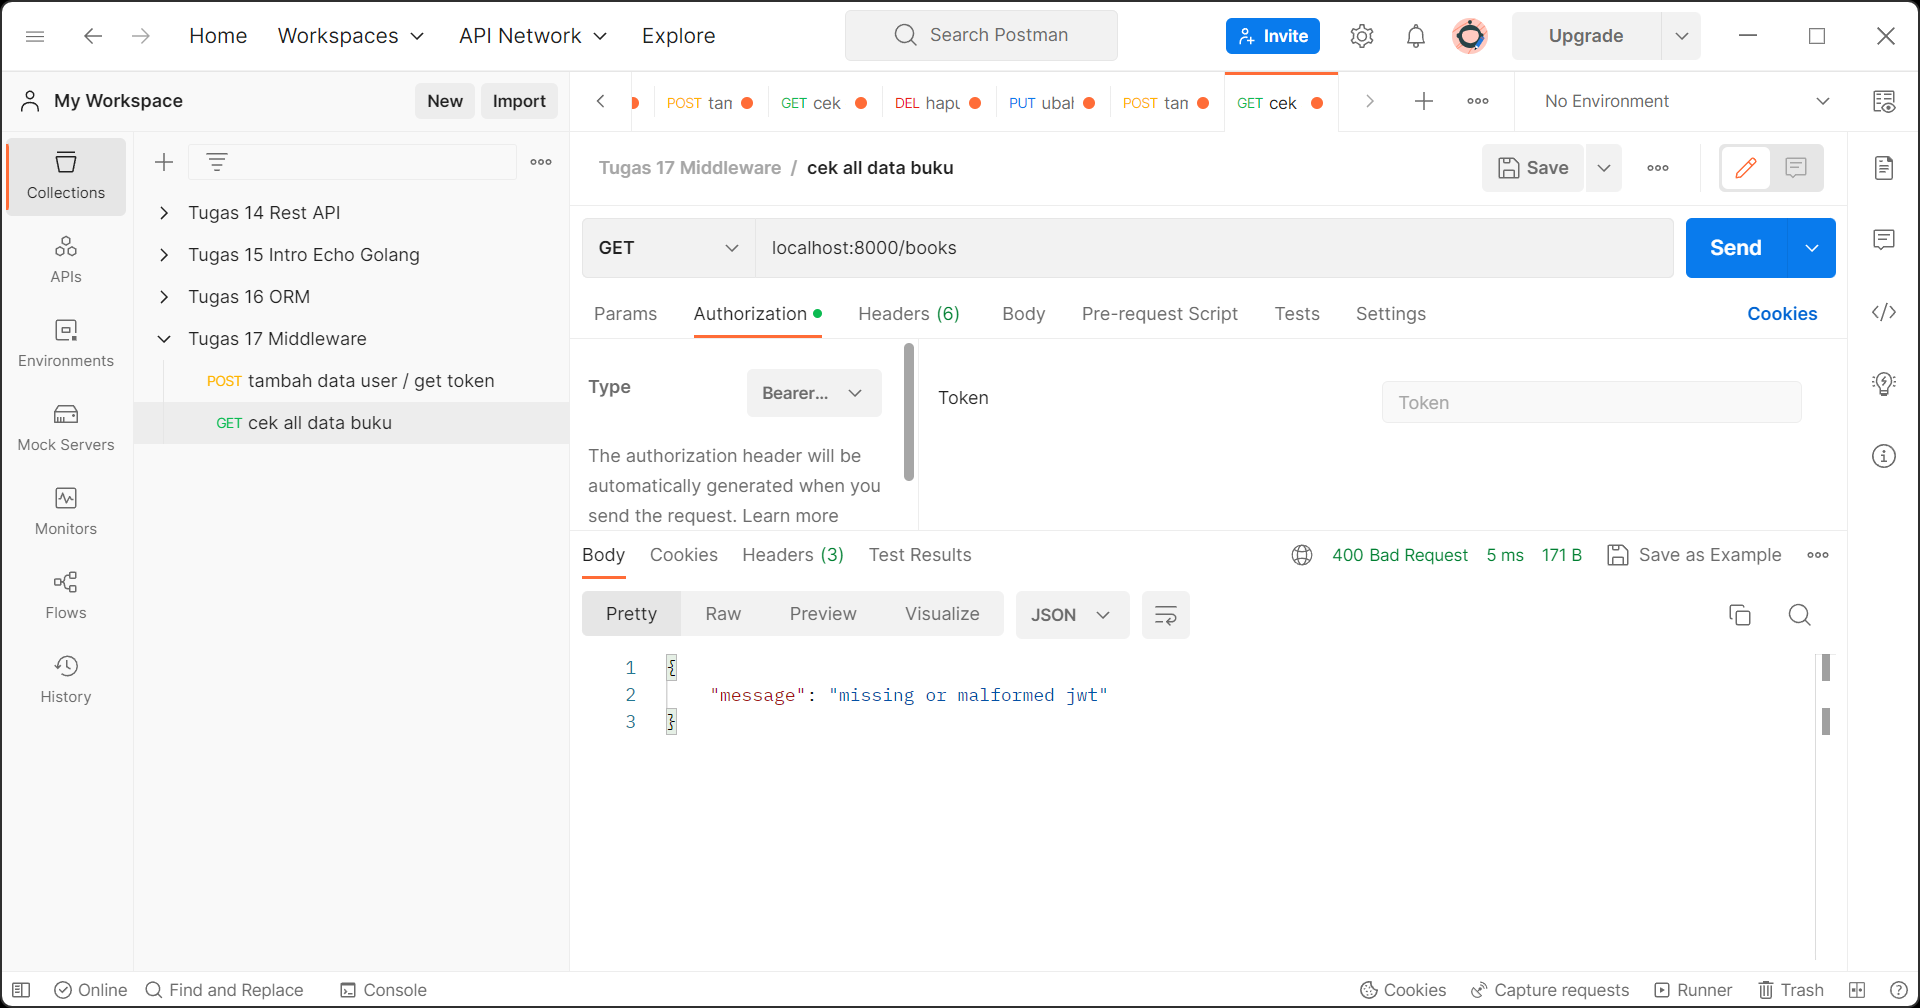 Home Workspaces API Network Explore Search Postman Invite Upgrade
My Workspace New Import
POST tan GET cek DEL hapu PUT ubal POST tan GET cek No Environment
Collections
APIs
Environments
Mock Servers
Monitors
Flows
History
Tugas 14 Rest API
Tugas 15 Intro Echo Golang
Tugas 16 ORM
Tugas 17 Middleware
POST tambah data user / get token
GET cek all data buku
Tugas 17 Middleware / cek all data buku Save
GET localhost:8000/books Send
Params Authorization Headers (6) Body Pre-request Script Tests Settings Cookies
Type Bearer... Token Token
The authorization header will be
automatically generated when you
send the request. Learn more
Body Cookies Headers (3) Test Results 400 Bad Request 5 ms 171 B Save as Example
Pretty Raw Preview Visualize JSON
1 {
2 "message": "missing or malformed jwt"
3 }
Online Find and Replace Console Cookies Capture requests Runner Trash